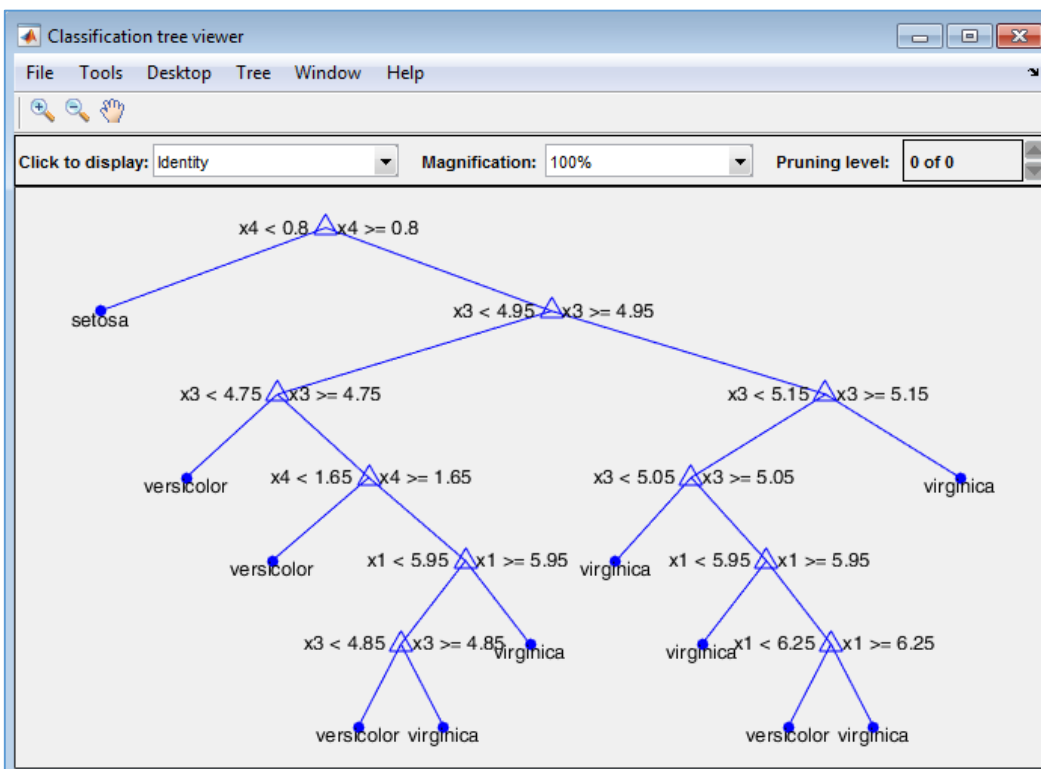 Classification tree viewer
File Tools Desktop Tree Window Help
Click to display: Identity Magnification: 100% Pruning level: 0 of 0
x4 < 0.8 x4 >= 0.8
setosa
x3 < 4.95 x3 >= 4.95
x3 < 4.75 x3 >= 4.75 x3 < 5.15 x3 >= 5.15
versicolor x4 < 1.65 x4 >= 1.65 x3 < 5.05 x3 >= 5.05 virginica
versicolor x1 < 5.95 x1 >= 5.95 virginica x1 < 5.95 x1 >= 5.95
x3 < 4.85 x3 >= 4.85 virginica virginica x1 < 6.25 x1 >= 6.25
versicolor virginica versicolor virginica